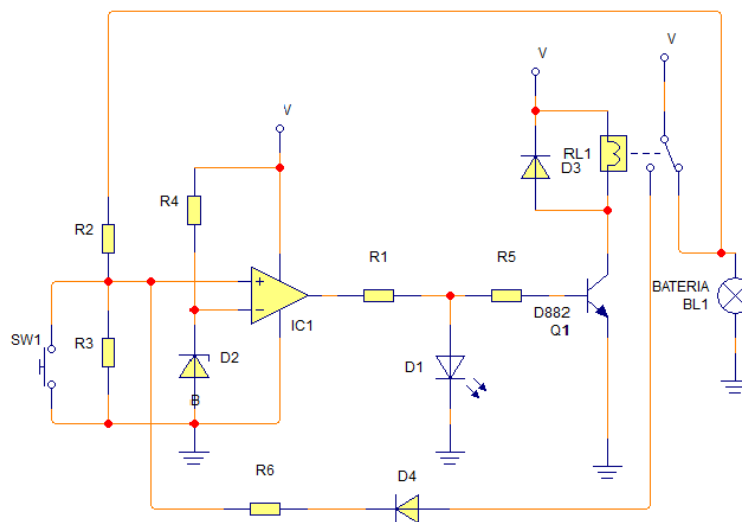 V
V
V
RL1
D3
R4
R2
R1
R5
BATERIA
BL1
+
-
IC1
D882
Q1
SW1
R3
D2
D1
B
R6
D4